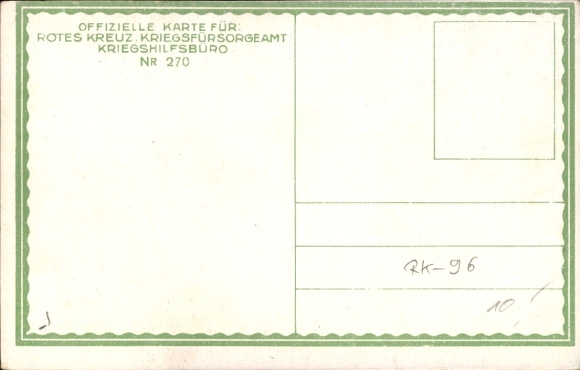 OFFIZIELLE KARTE FÜR:
ROTES KREUZ. KRIEGSFÜRSORGEAMT
KRIEGSHILFSBÜRO
NR 270
RK-96
10